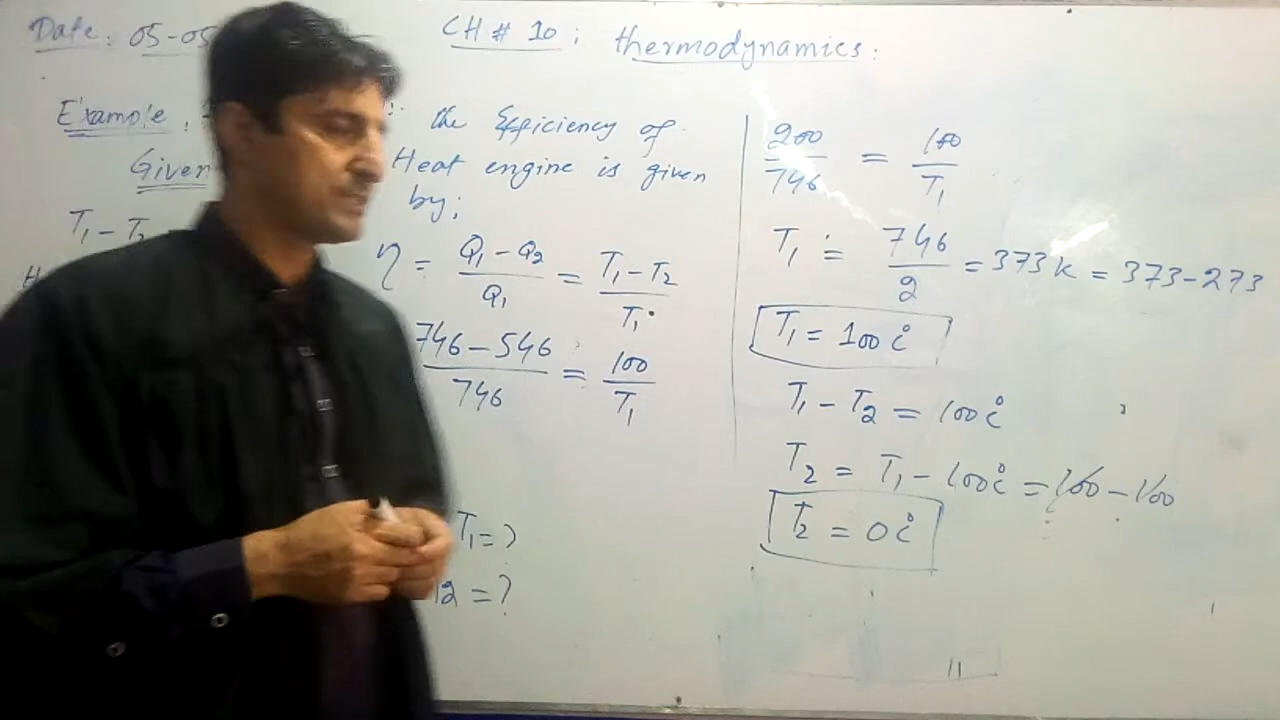 Date: 05-05
CH # 10 : thermodynamics:
Example,
Given
T₁ - T₂
H
the Efficiency of
Heat engine is given
by;
η = (Q₁ - Q₂)/Q₁ = (T₁ - T₂)/T₁
(746 - 546)/746 = 100/T₁
T₁ = ?
T2 = ?
200/746 = 100/T₁
T₁ = 746/2 = 373K = 373-273
T₁ = 100°C
T₁ - T₂ = 100°C
T₂ = T₁ - 100°C = 100 - 100
T₂ = 0°C